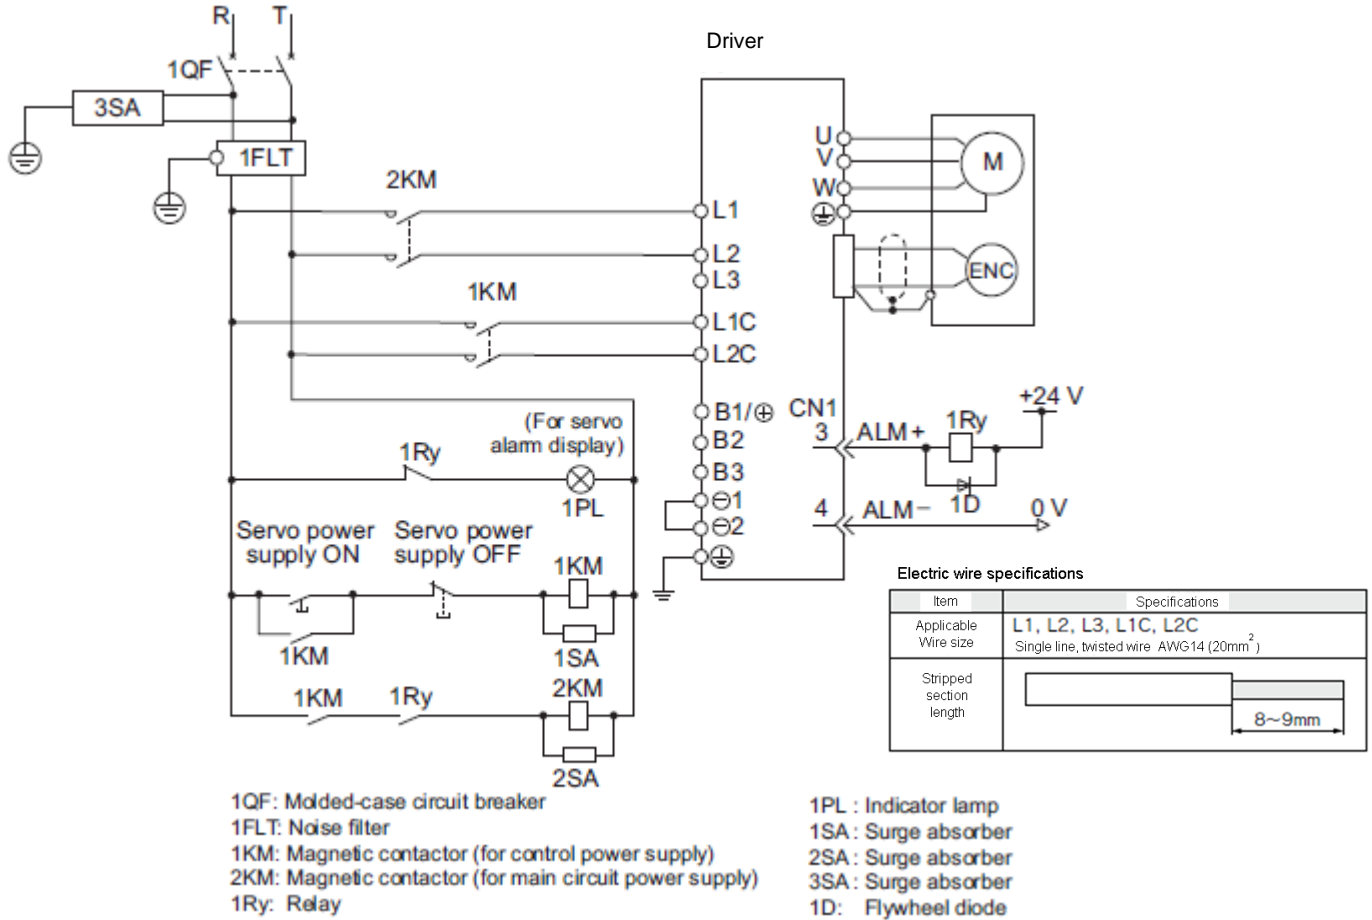 R T
Driver
1QF
3SA
1FLT
U
V
W
M
2KM
L1
L2
L3
ENC
1KM
L1C
L2C
(For servo
alarm display)
B1/⊕ CN1
+24 V
1Ry
3 ALM+
1Ry
B2
B3
1PL
⊖1
1D
4 ALM−
0 V
⊖2
Servo power
supply ON
Servo power
supply OFF
1KM
1KM
1SA
1KM
1Ry
2KM
2SA
Electric wire specifications
Item Specifications
Applicable
Wire size
L1, L2, L3, L1C, L2C
Single line, twisted wire AWG14 (20mm2)
Stripped
section
length
8~9mm
1QF: Molded-case circuit breaker
1FLT: Noise filter
1KM: Magnetic contactor (for control power supply)
2KM: Magnetic contactor (for main circuit power supply)
1Ry: Relay
1PL : Indicator lamp
1SA : Surge absorber
2SA : Surge absorber
3SA : Surge absorber
1D: Flywheel diode